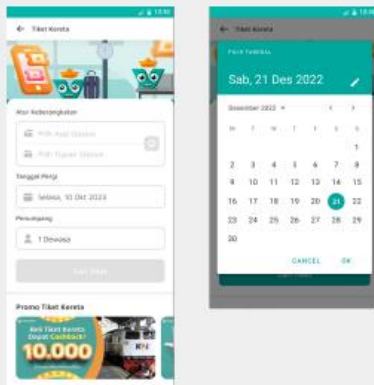 13:30
Tiket Kereta
Atur Keberangkatan
Pilih Asal Stasiun
Pilih Tujuan Stasiun
Tanggal Pergi
Selasa, 10 Okt 2023
Penumpang
1 Dewasa
Promo Tiket Kereta
Beli Tiket Kereta
Dapat Cashback!
10.000
Tiket Kereta
PILIH TANGGAL
Sab, 21 Des 2022
Desember 2022
M T W T F S S
1
2 3 4 5 6 7 8
9 10 11 12 13 14 15
16 17 18 19 20 21 22
23 24 25 26 27 28 29
30
CANCEL OK